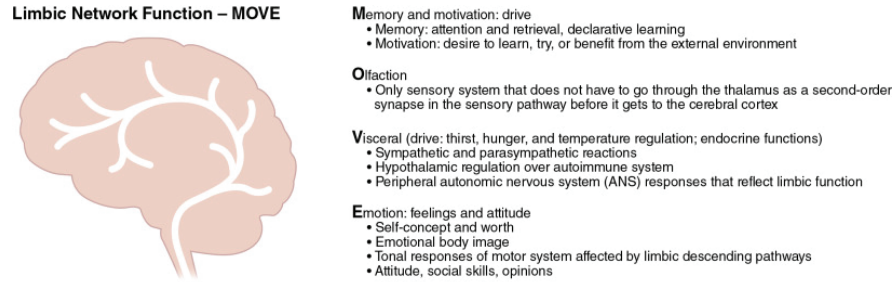 Limbic Network Function – MOVE
Memory and motivation: drive
• Memory: attention and retrieval, declarative learning
• Motivation: desire to learn, try, or benefit from the external environment
Olfaction
• Only sensory system that does not have to go through the thalamus as a second-order
synapse in the sensory pathway before it gets to the cerebral cortex
Visceral (drive: thirst, hunger, and temperature regulation; endocrine functions)
• Sympathetic and parasympathetic reactions
• Hypothalamic regulation over autoimmune system
• Peripheral autonomic nervous system (ANS) responses that reflect limbic function
Emotion: feelings and attitude
• Self-concept and worth
• Emotional body image
• Tonal responses of motor system affected by limbic descending pathways
• Attitude, social skills, opinions